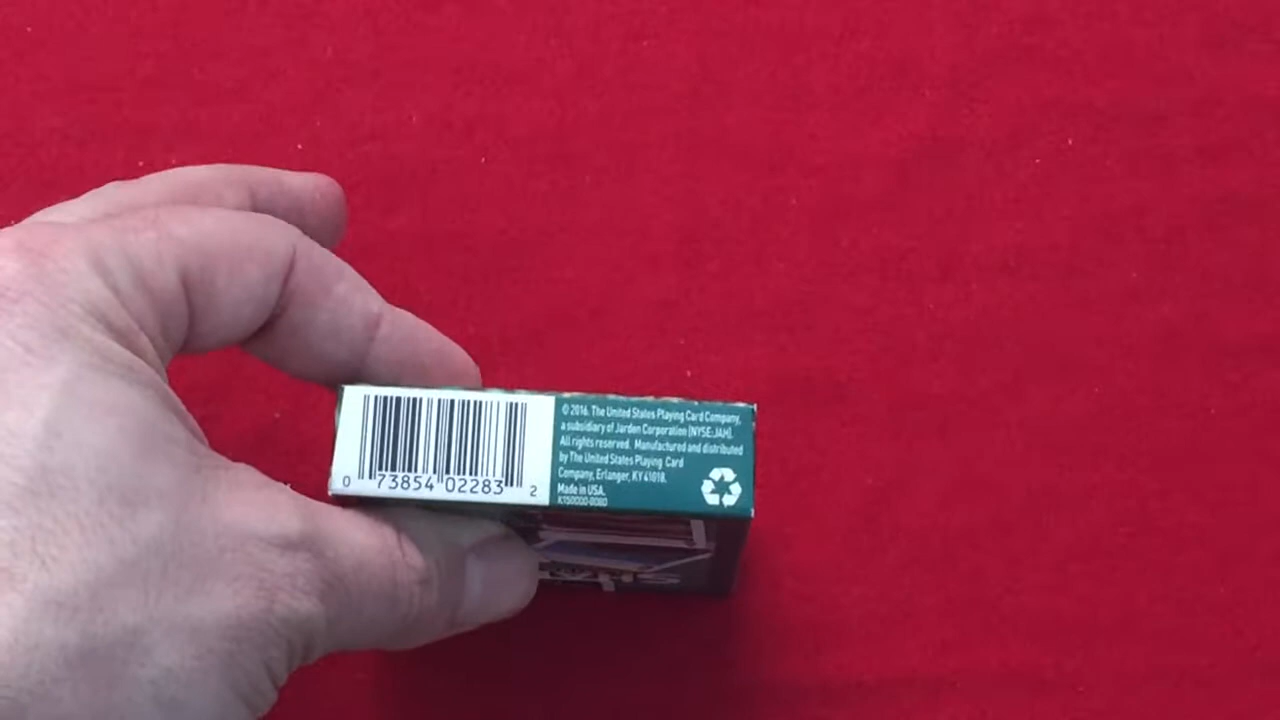 0 73854 02283 2
© 2016. The United States Playing Card Company,
a subsidiary of Jarden Corporation (NYSE:JAH).
All rights reserved. Manufactured and distributed
by The United States Playing Card
Company, Erlanger, KY 41018.
Made in USA.